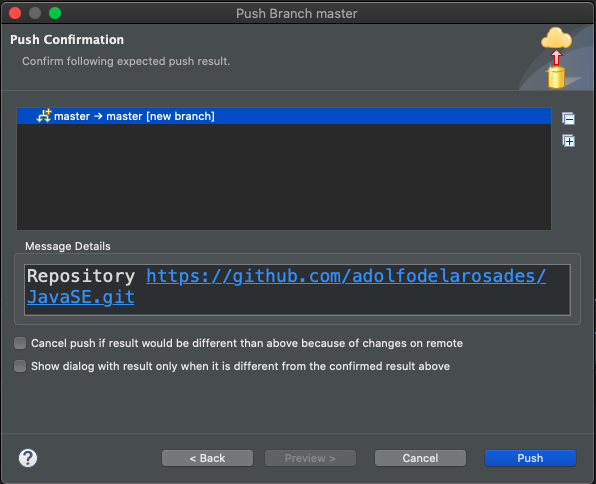 Push Branch master
Push Confirmation
Confirm following expected push result.
master → master [new branch]
Message Details
Repository https://github.com/adolfodelarosades/
JavaSE.git
Cancel push if result would be different than above because of changes on remote
Show dialog with result only when it is different from the confirmed result above
?
< Back
Preview >
Cancel
Push